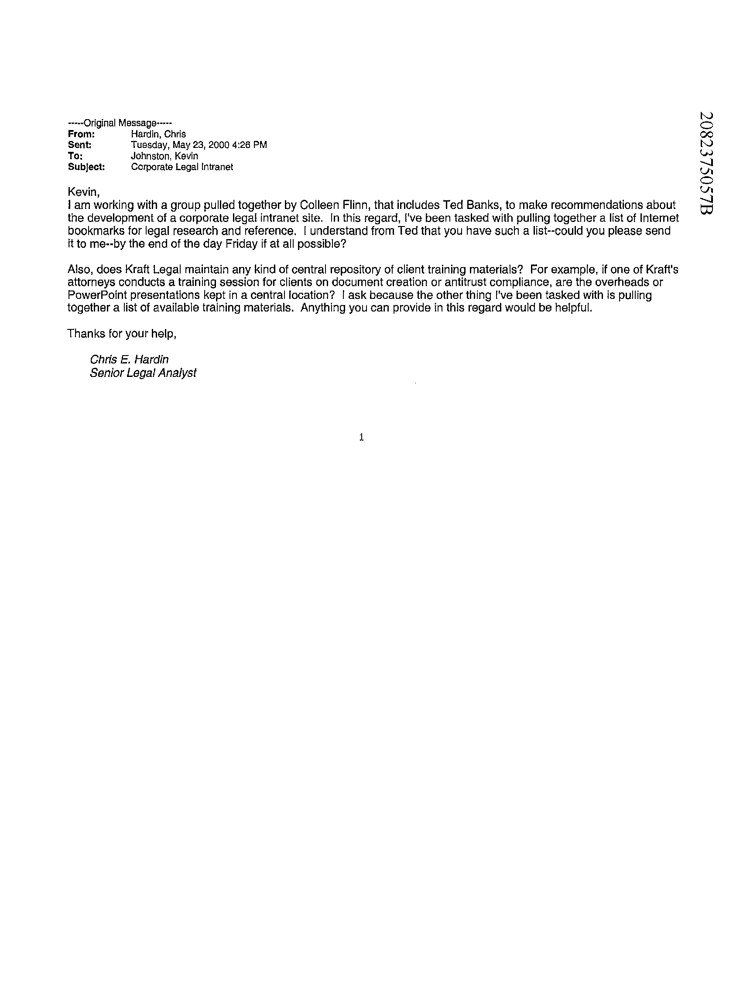 -----Original Message-----
From: Hardin, Chris
Sent: Tuesday, May 23, 2000 4:26 PM
To: Johnston, Kevin
Subject: Corporate Legal Intranet
Kevin,
I am working with a group pulled together by Colleen Flinn, that includes Ted Banks, to make recommendations about
the development of a corporate legal intranet site. In this regard, I've been tasked with pulling together a list of Internet
bookmarks for legal research and reference. I understand from Ted that you have such a list--could you please send
it to me--by the end of the day Friday if at all possible?
Also, does Kraft Legal maintain any kind of central repository of client training materials? For example, if one of Kraft's
attorneys conducts a training session for clients on document creation or antitrust compliance, are the overheads or
PowerPoint presentations kept in a central location? I ask because the other thing I've been tasked with is pulling
together a list of available training materials. Anything you can provide in this regard would be helpful.
Thanks for your help,
Chris E. Hardin
Senior Legal Analyst
1
2082375057B